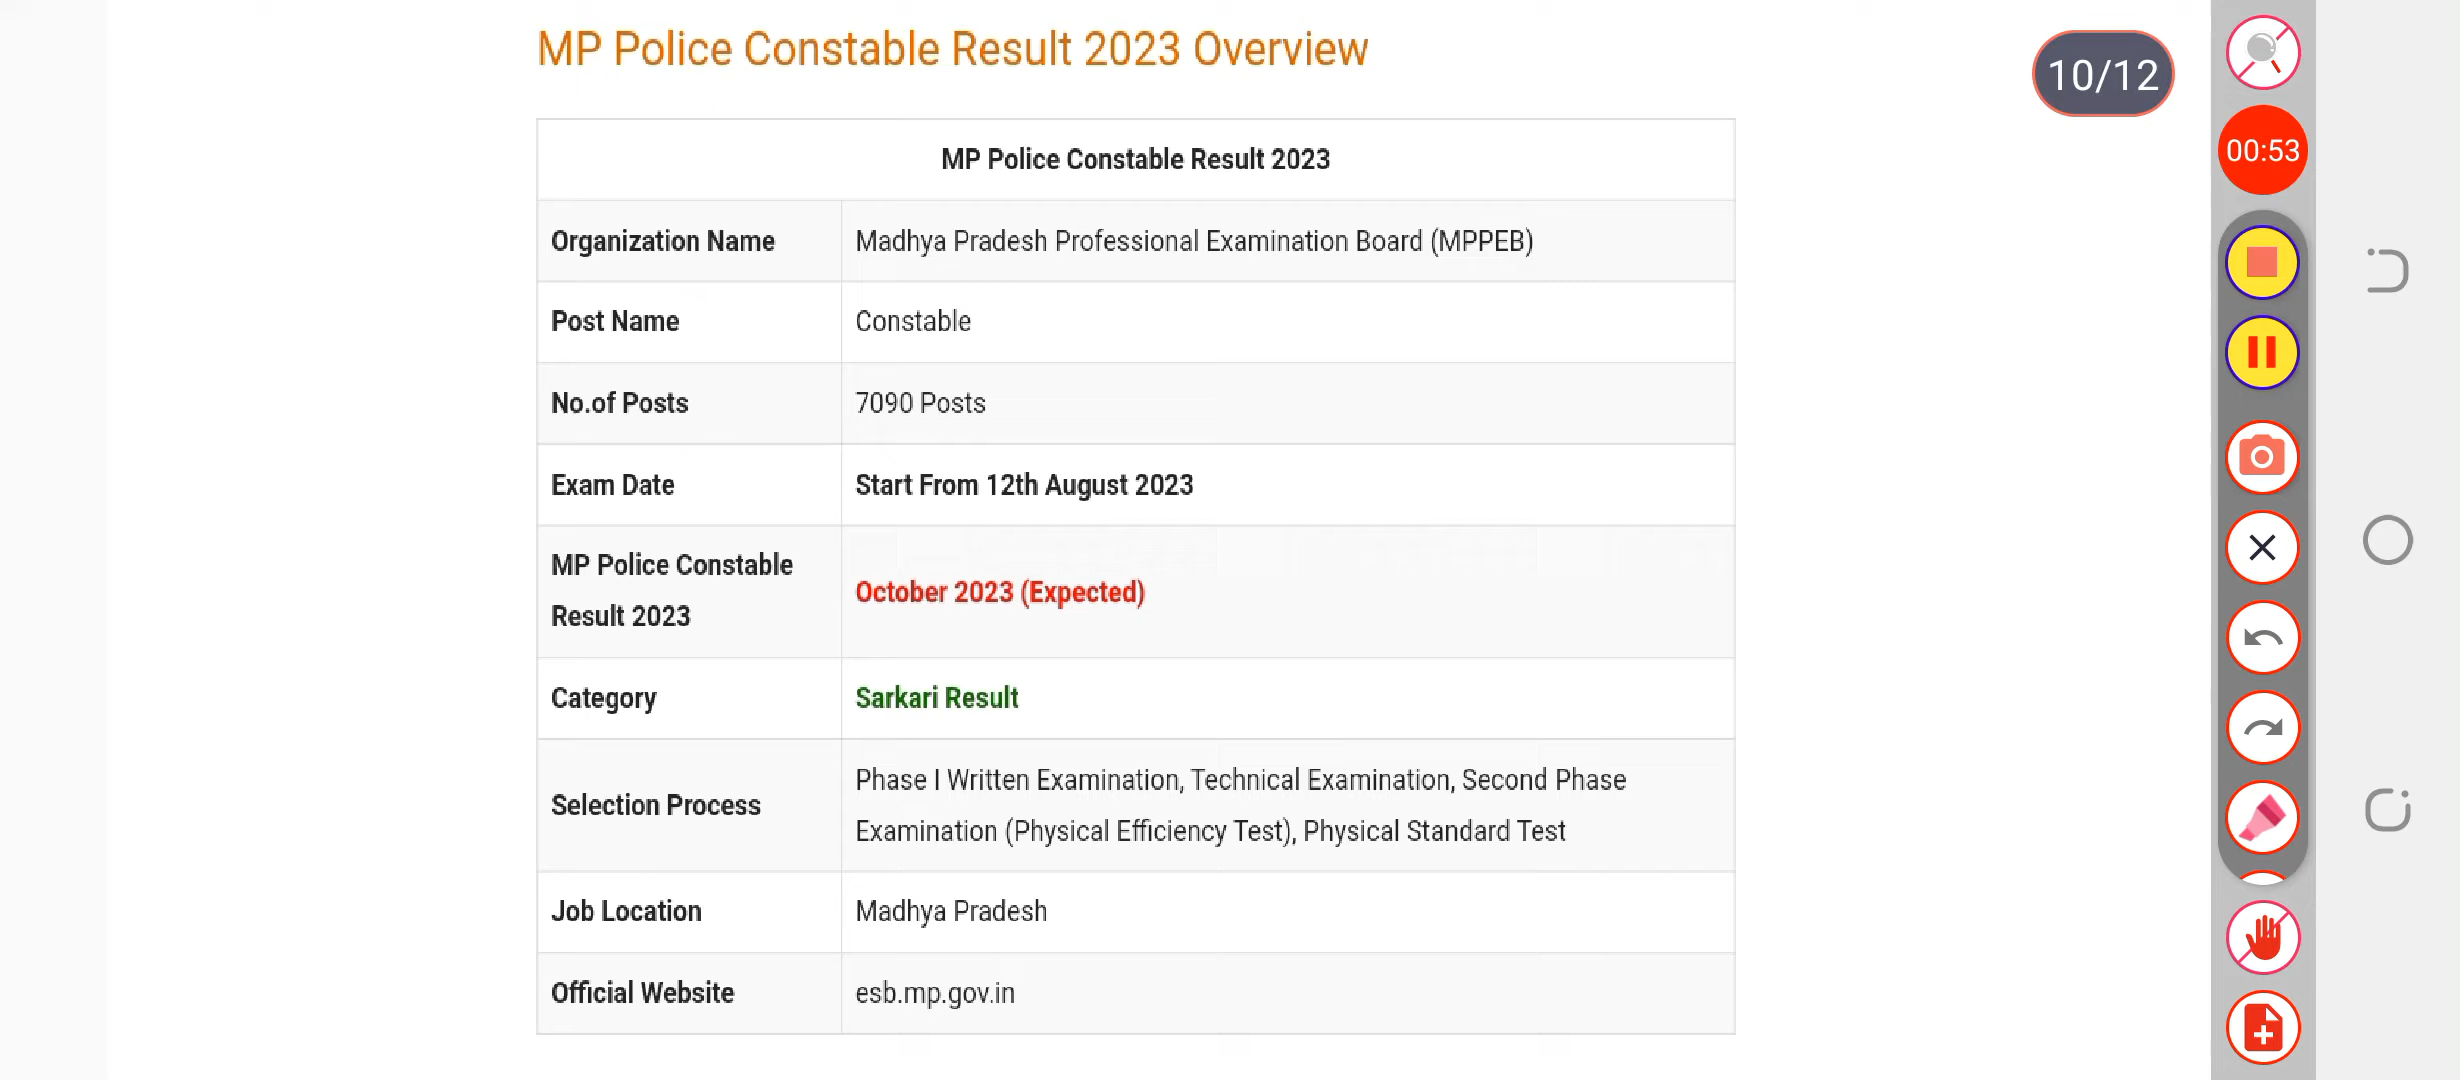 MP Police Constable Result 2023 Overview
10/12
00:53
MP Police Constable Result 2023
Organization Name
Madhya Pradesh Professional Examination Board (MPPEB)
Post Name
Constable
No.of Posts
7090 Posts
Exam Date
Start From 12th August 2023
MP Police Constable
Result 2023
October 2023 (Expected)
Category
Sarkari Result
Selection Process
Phase I Written Examination, Technical Examination, Second Phase
Examination (Physical Efficiency Test), Physical Standard Test
Job Location
Madhya Pradesh
Official Website
esb.mp.gov.in